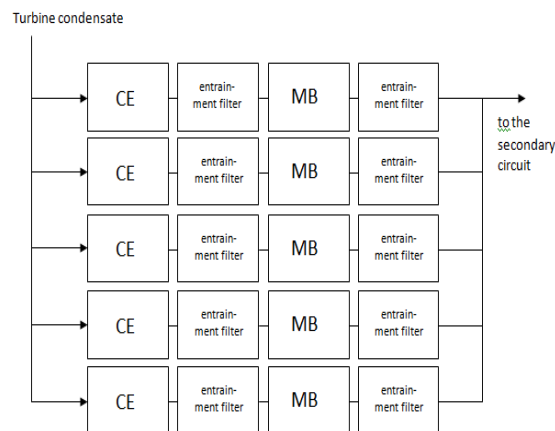 Turbine condensate
CE
entrain-
ment filter
MB
entrain-
ment filter
to the
secondary
circuit
CE
entrain-
ment filter
MB
entrain-
ment filter
CE
entrain-
ment filter
MB
entrain-
ment filter
CE
entrain-
ment filter
MB
entrain-
ment filter
CE
entrain-
ment filter
MB
entrain-
ment filter